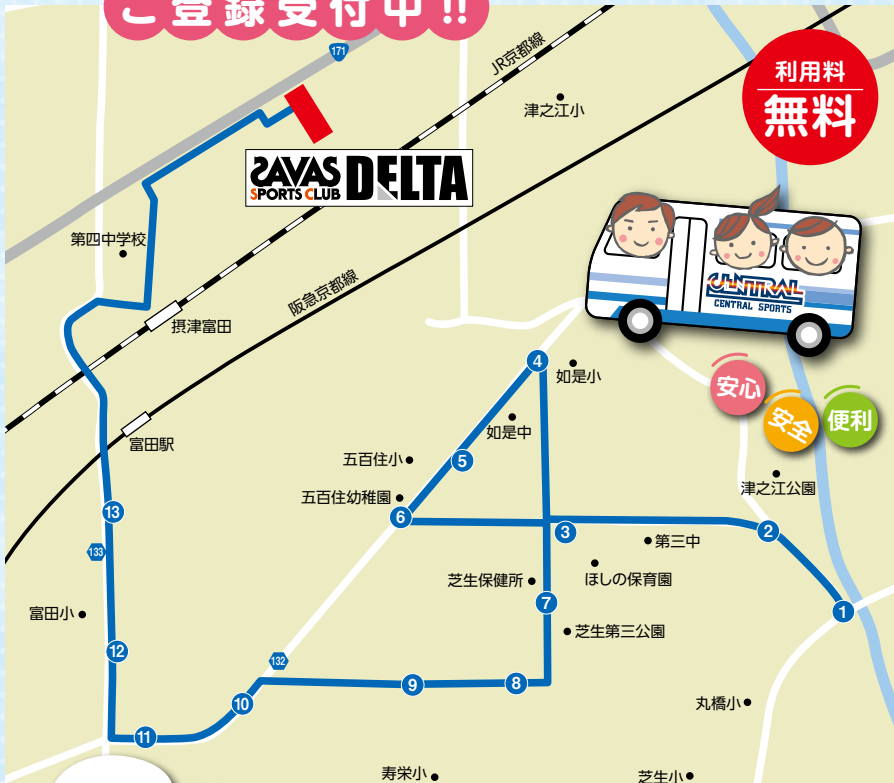 ご登録受付中!!
171
JR京都線
津之江小
利用料
無料
SAVAS
SPORTS CLUB
DELTA
第四中学校
阪急京都線
摂津富田
CENTRAL
CENTRAL SPORTS
4
如是小
安心
安全
便利
如是中
富田駅
五百住小
5
五百住幼稚園
津之江公園
6
13
3
2
133
第三中
芝生保健所
ほしの保育園
7
1
富田小
芝生第三公園
12
132
9
8
10
丸橋小
11
寿栄小
芝生小